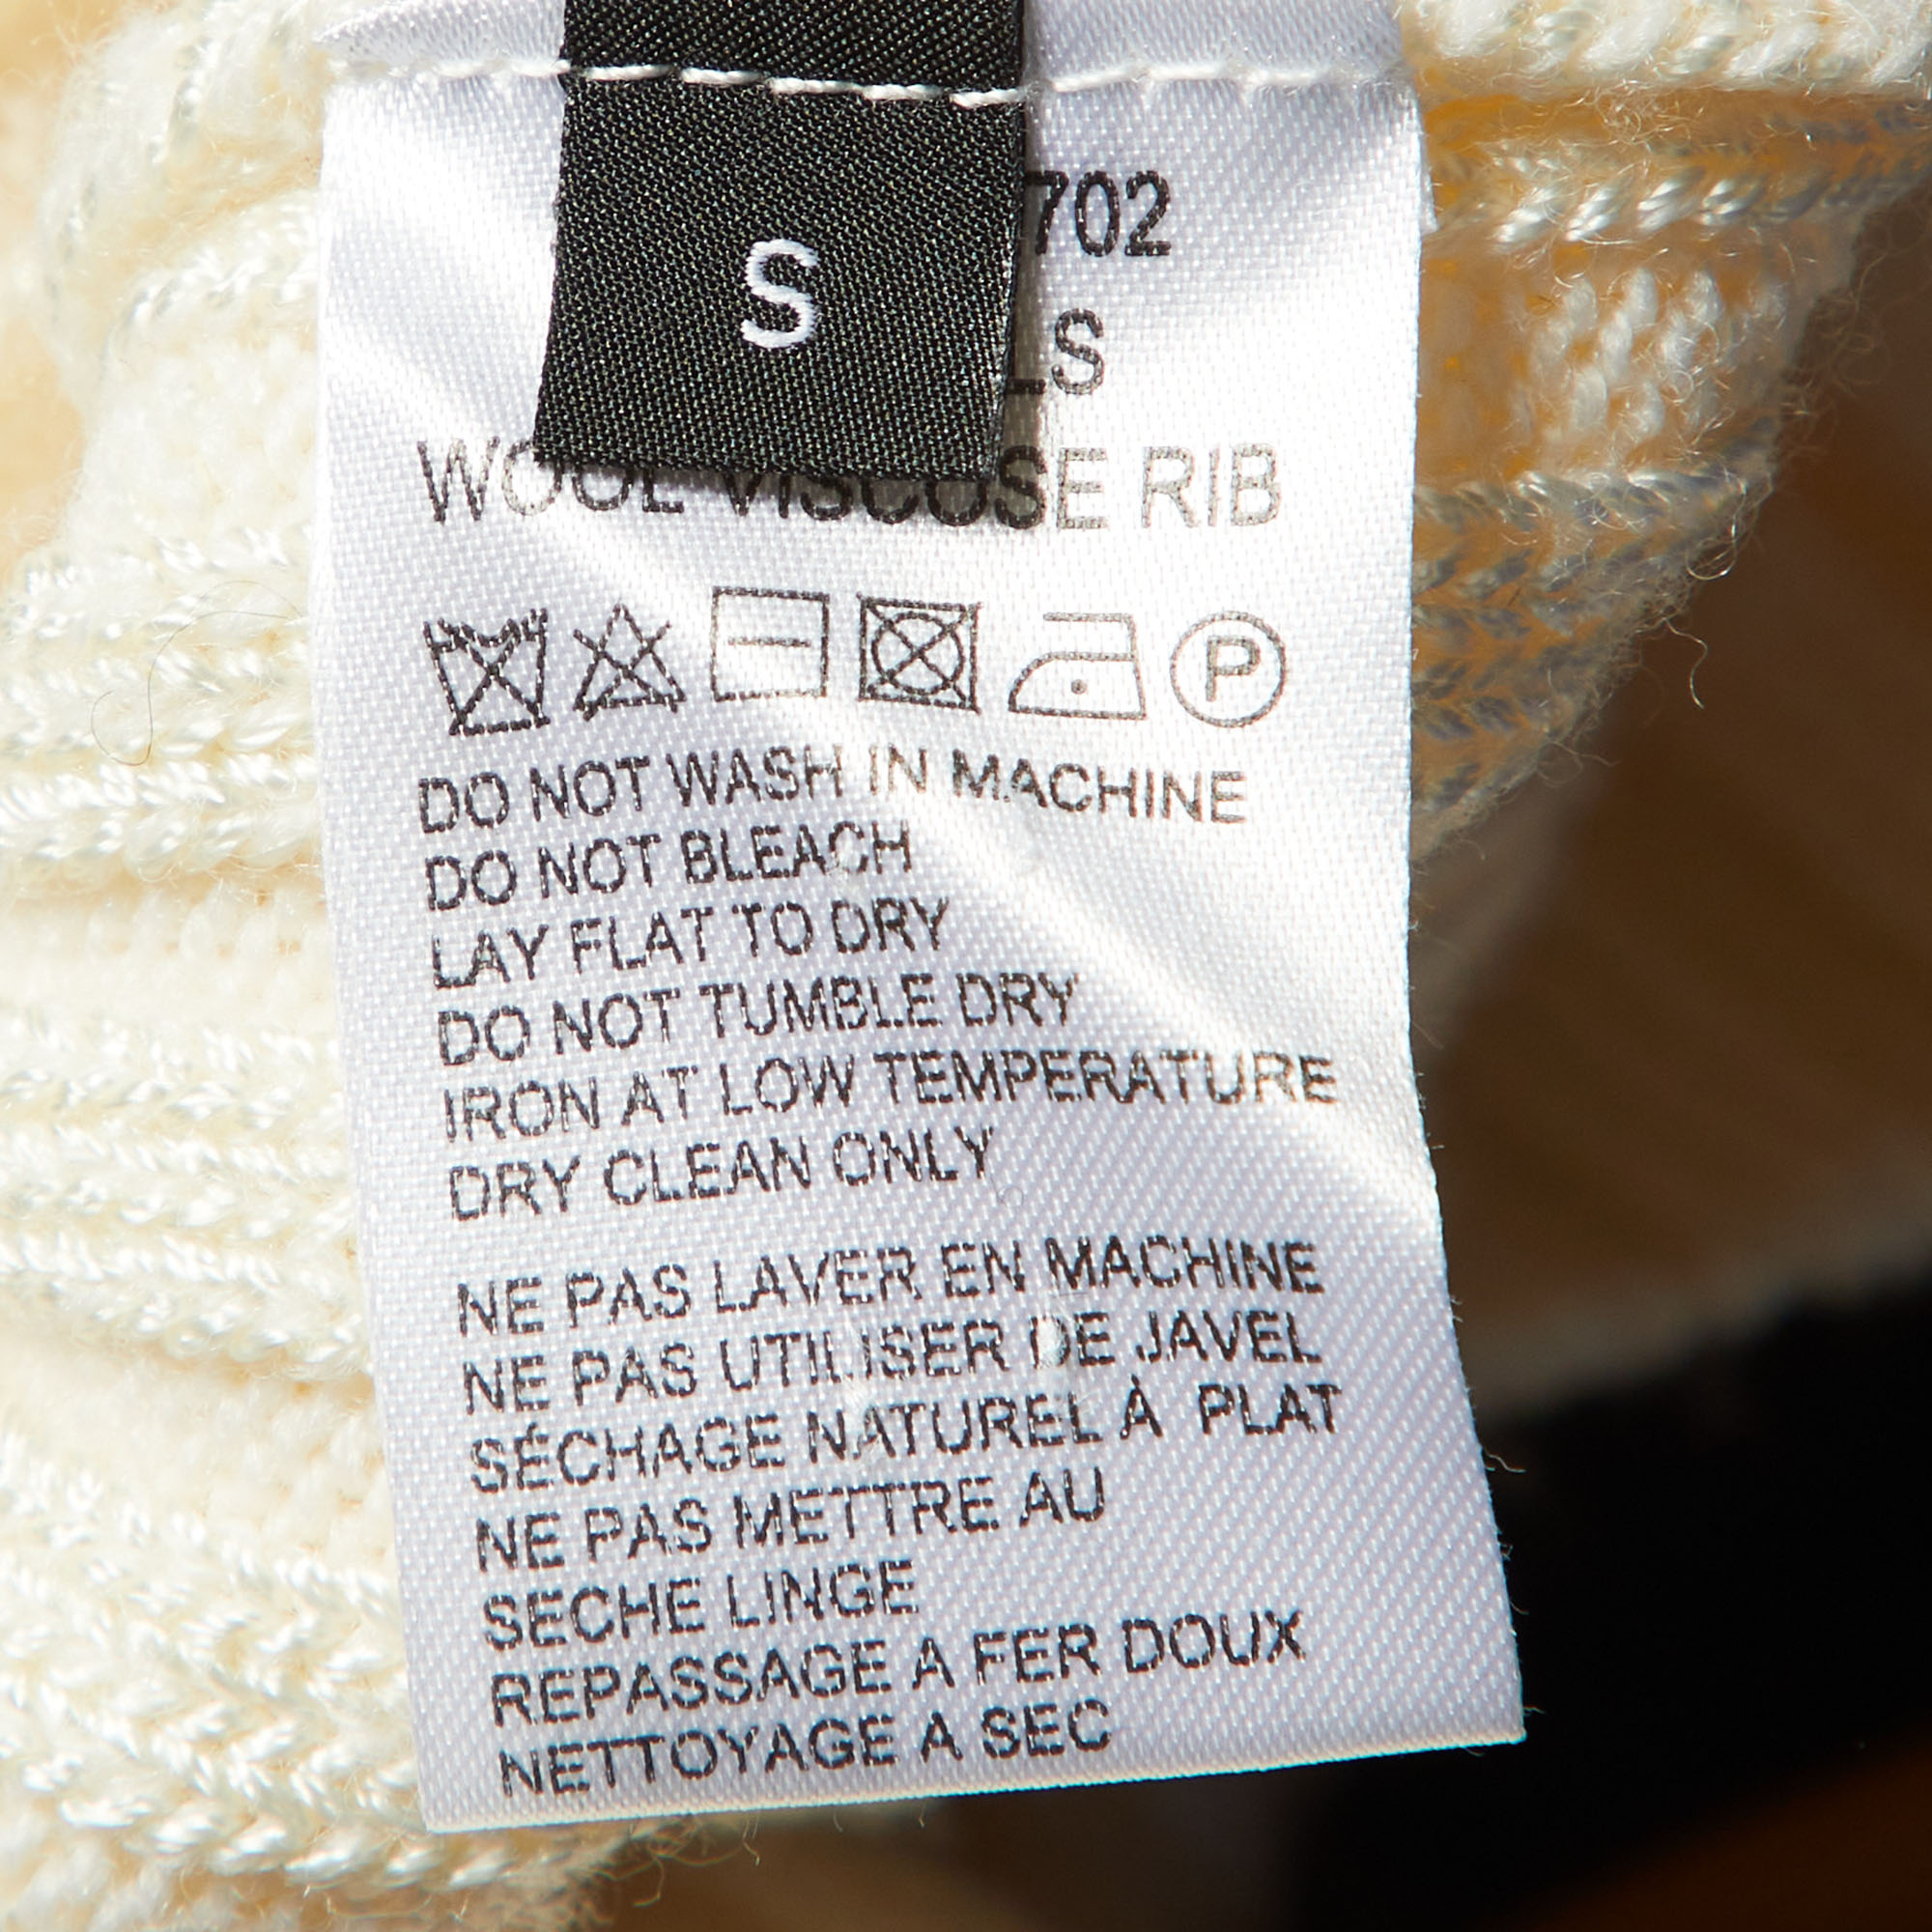 S
702
LS
WOOL VISCOSE RIB
P
DO NOT WASH IN MACHINE
DO NOT BLEACH
LAY FLAT TO DRY
DO NOT TUMBLE DRY
IRON AT LOW TEMPERATURE
DRY CLEAN ONLY
NE PAS LAVER EN MACHINE
NE PAS UTILISER DE JAVEL
SÉCHAGE NATUREL À PLAT
NE PAS METTRE AU
SECHE LINGE
REPASSAGE A FER DOUX
NETTOYAGE A SEC